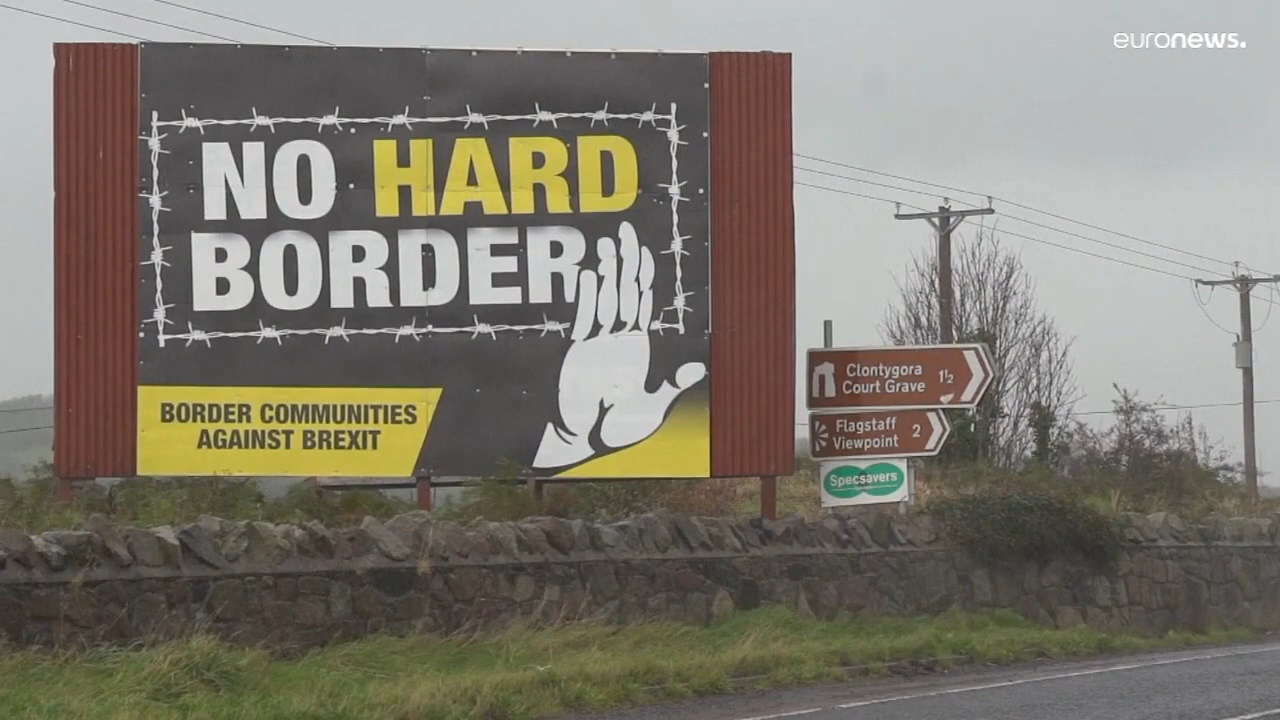 euronews.
NO HARD
BORDER
BORDER COMMUNITIES
AGAINST BREXIT
Clontygora
Court Grave 1½
Flagstaff
Viewpoint 2
Specsavers